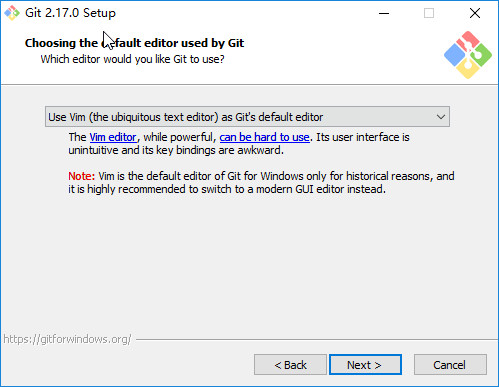 Git 2.17.0 Setup
Choosing the default editor used by Git
Which editor would you like Git to use?
Use Vim (the ubiquitous text editor) as Git's default editor
The Vim editor, while powerful, can be hard to use. Its user interface is
unintuitive and its key bindings are awkward.
Note: Vim is the default editor of Git for Windows only for historical reasons, and
it is highly recommended to switch to a modern GUI editor instead.
https://gitforwindows.org/
< Back
Next >
Cancel